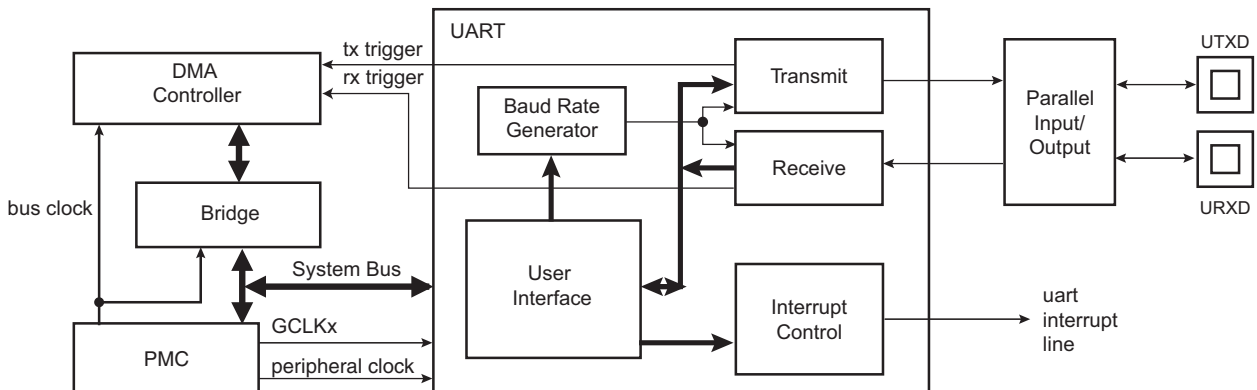 UART
tx trigger
rx trigger
DMA
Controller
Transmit
UTXD
Baud Rate
Generator
Parallel
Input/
Output
Receive
bus clock
Bridge
URXD
System Bus
User
Interface
Interrupt
Control
uart
interrupt
line
GCLKx
PMC
peripheral clock